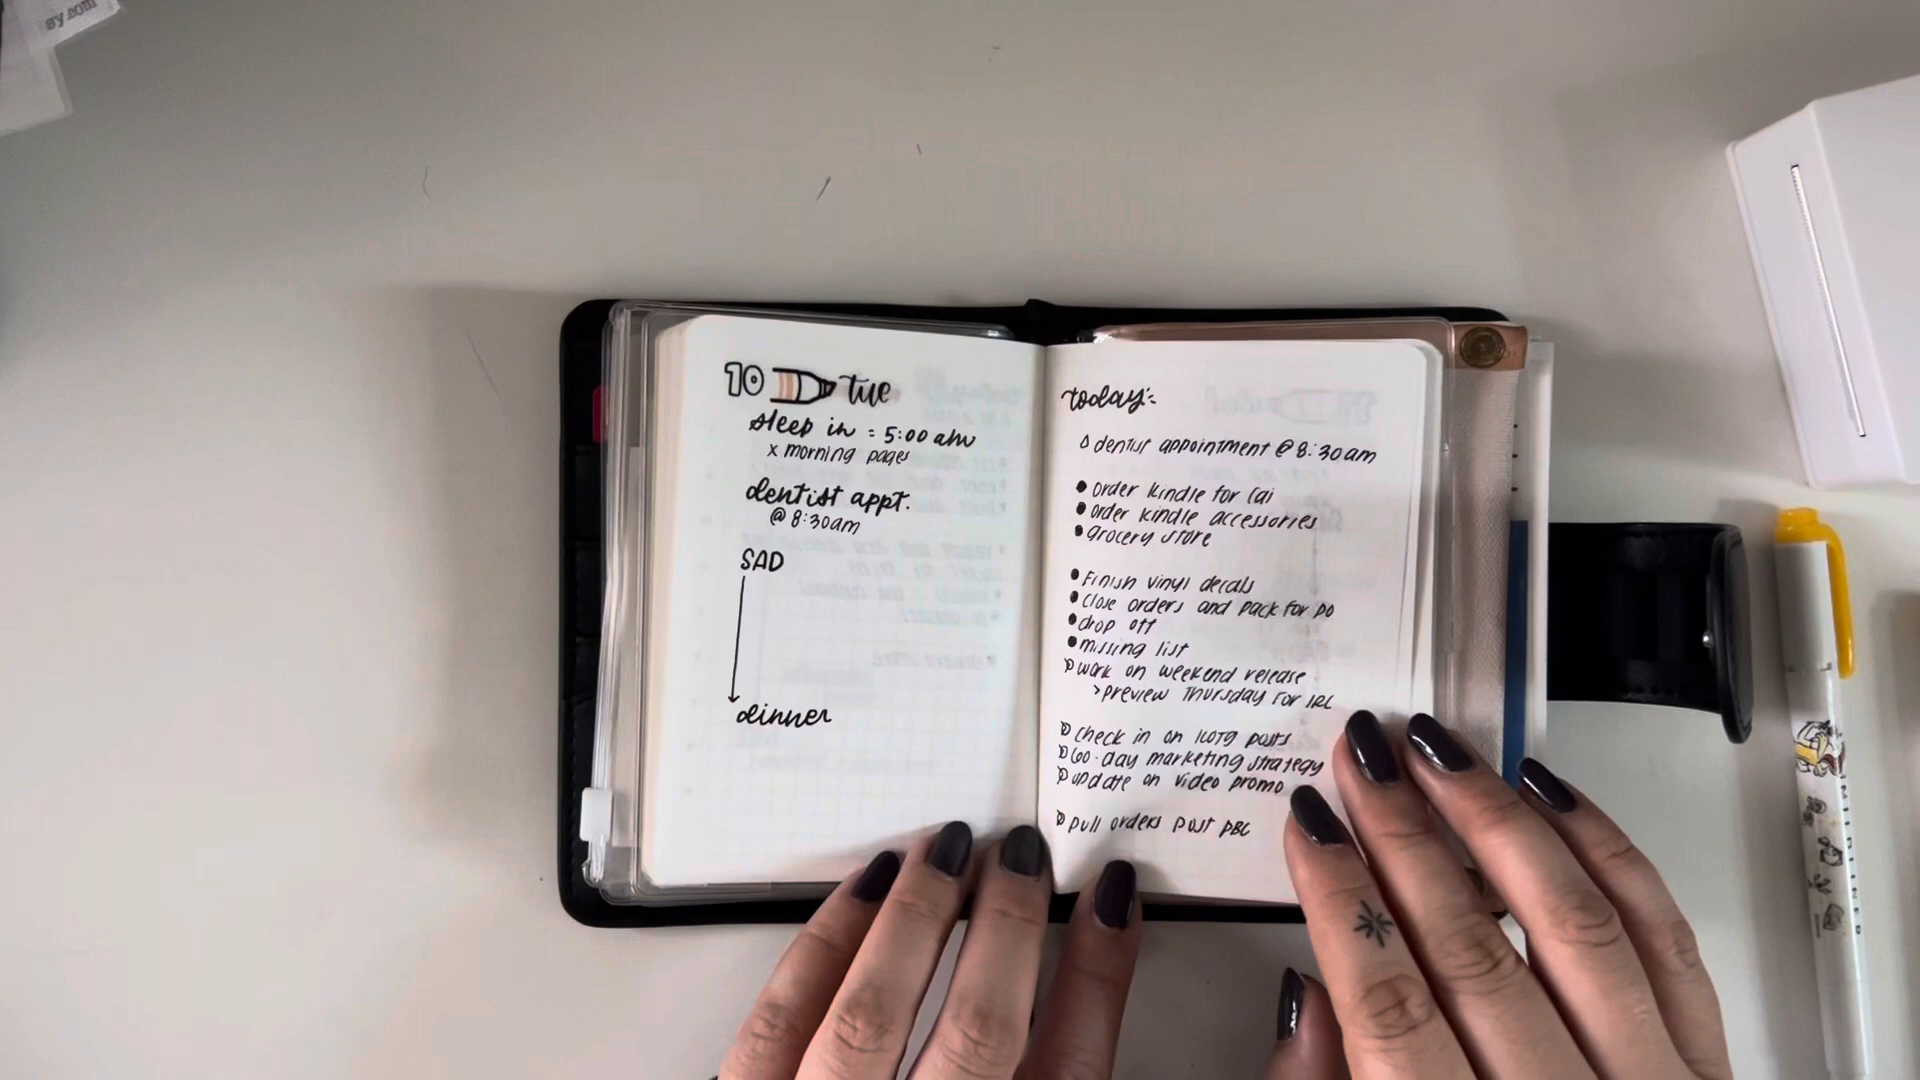 10 tue
sleep in = 5:00 am
x morning pages
dentist appt.
@ 8:30am
SAD
dinner
today:
dentist appointment @ 8:30am
order kindle for Cai
order kindle accessories
grocery store
Finish vinyl decals
close orders and pack for PO
drop off
missing list
work on weekend release
> preview Thursday for IRL
check in on posts
60-day marketing strategy
update on video promo
pull orders post PBC
MILDLINER